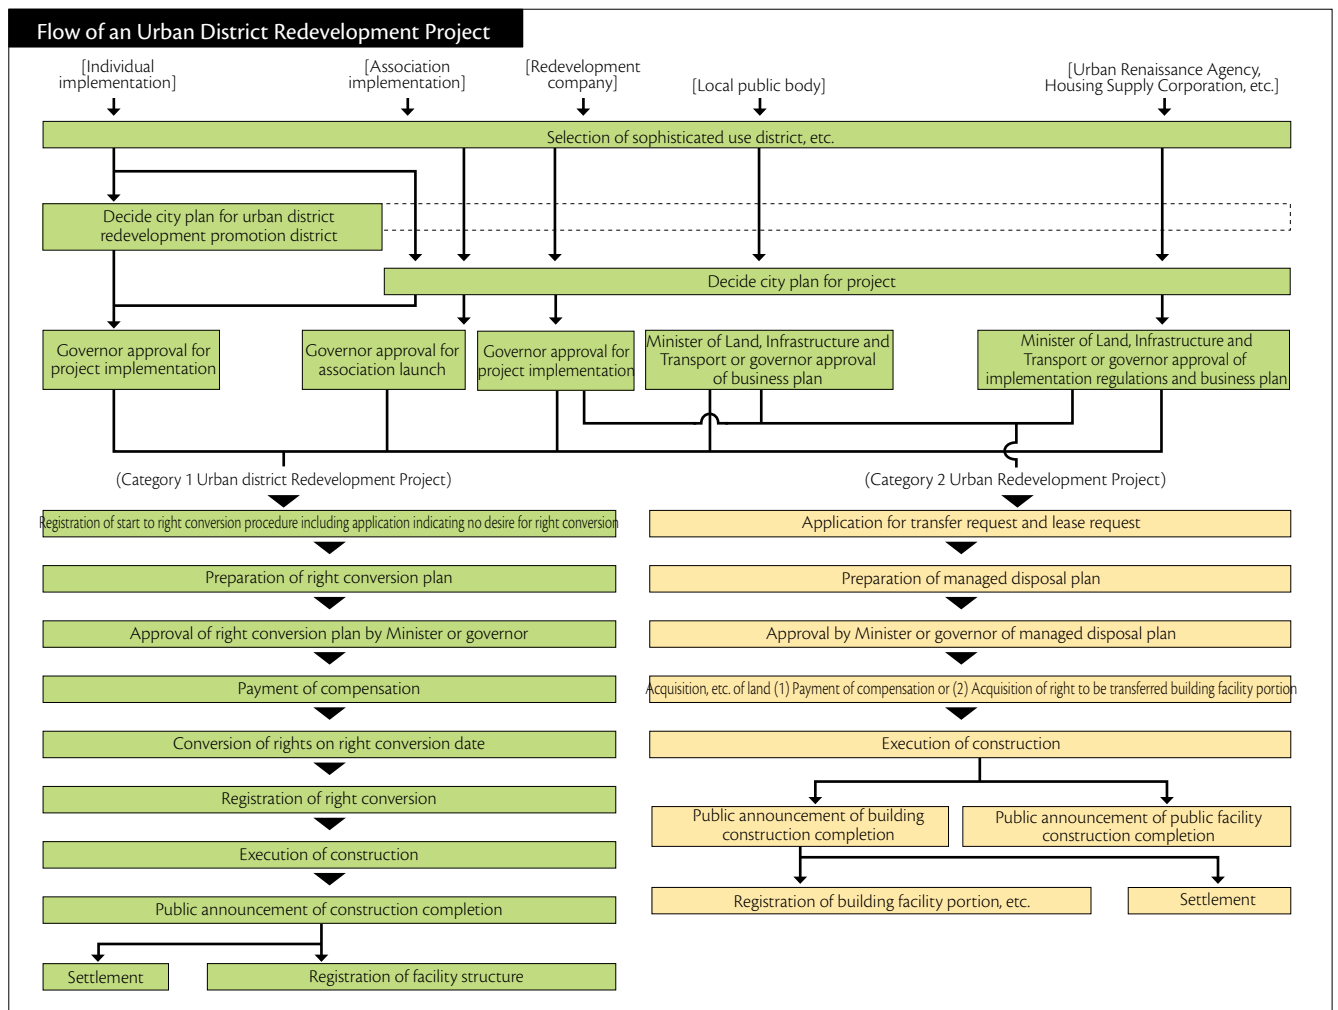 Flow of an Urban District Redevelopment Project
[Individual
implementation]
[Association
implementation]
[Redevelopment
company]
[Local public body]
[Urban Renaissance Agency,
Housing Supply Corporation, etc.]
Selection of sophisticated use district, etc.
Decide city plan for urban district
redevelopment promotion district
Decide city plan for project
Governor approval for
project implementation
Governor approval for
association launch
Governor approval for
project implementation
Minister of Land, Infrastructure and
Transport or governor approval
of business plan
Minister of Land, Infrastructure and
Transport or governor approval of
implementation regulations and business plan
(Category 1 Urban district Redevelopment Project)
Registration of start to right conversion procedure including application indicating no desire for right conversion
Preparation of right conversion plan
Approval of right conversion plan by Minister or governor
Payment of compensation
Conversion of rights on right conversion date
Registration of right conversion
Execution of construction
Public announcement of construction completion
Settlement
Registration of facility structure
(Category 2 Urban Redevelopment Project)
Application for transfer request and lease request
Preparation of managed disposal plan
Approval by Minister or governor of managed disposal plan
Acquisition, etc. of land (1) Payment of compensation or (2) Acquisition of right to be transferred building facility portion
Execution of construction
Public announcement of building
construction completion
Public announcement of public facility
construction completion
Registration of building facility portion, etc.
Settlement